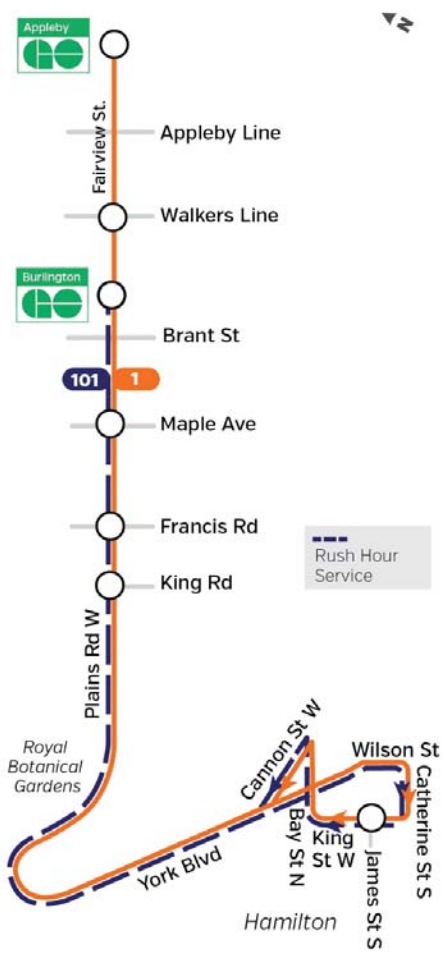 Appleby
GO
N
Fairview St.
Appleby Line
Walkers Line
Burlington
GO
Brant St
101
1
Maple Ave
Francis Rd
King Rd
Rush Hour
Service
Plains Rd W
Royal
Botanical
Gardens
York Blvd
Cannon St W
Wilson St
Catherine St S
Bay St N
King
St W
James St S
Hamilton